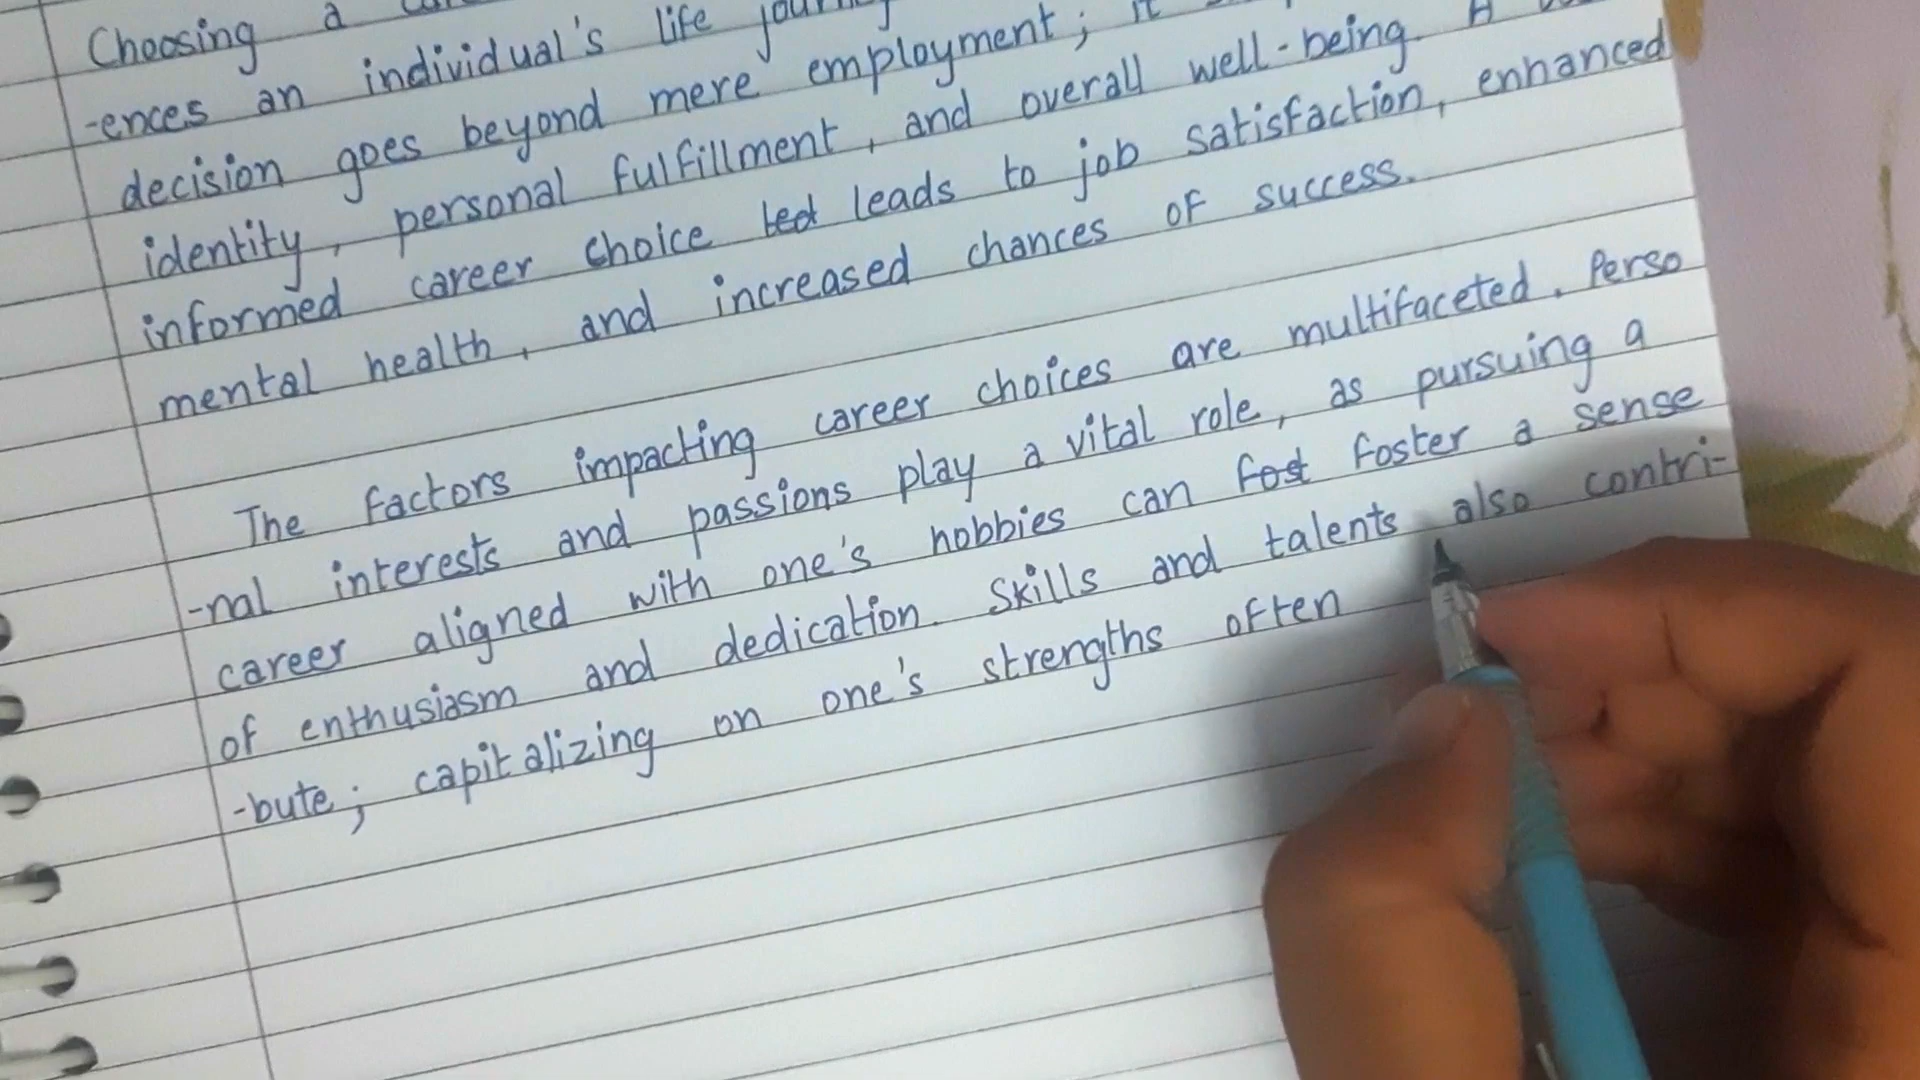 Choosing a
-ences an individual's life
decision goes beyond mere employment; it
identity, personal fulfillment, and overall well-being. A
informed career choice led leads to job satisfaction, enhanced
mental health, and increased chances of success.
The factors impacting career choices are multifaceted. Perso
-nal interests and passions play a vital role, as pursuing a
career aligned with one's hobbies can fost foster a sense
of enthusiasm and dedication. Skills and talents also contri-
-bute; capitalizing on one's strengths often